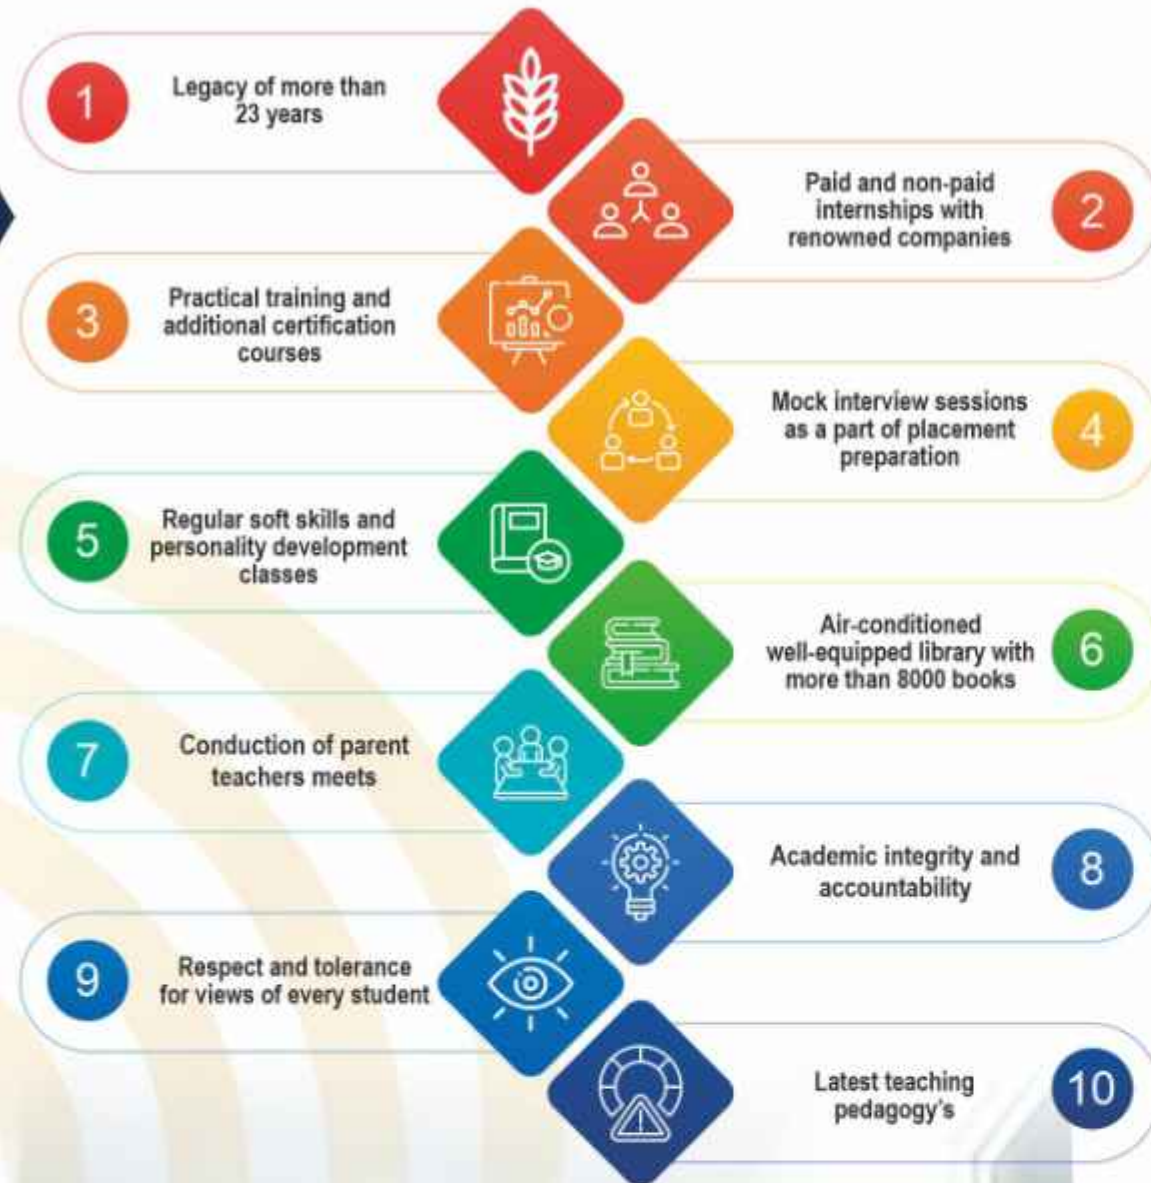 1
Legacy of more than
23 years
Paid and non-paid
internships with
renowned companies
2
3
Practical training and
additional certification
courses
Mock interview sessions
as a part of placement
preparation
4
5
Regular soft skills and
personality development
classes
Air-conditioned
well-equipped library with
more than 8000 books
6
7
Conduction of parent
teachers meets
Academic integrity and
accountability
8
9
Respect and tolerance
for views of every student
Latest teaching
pedagogy's
10